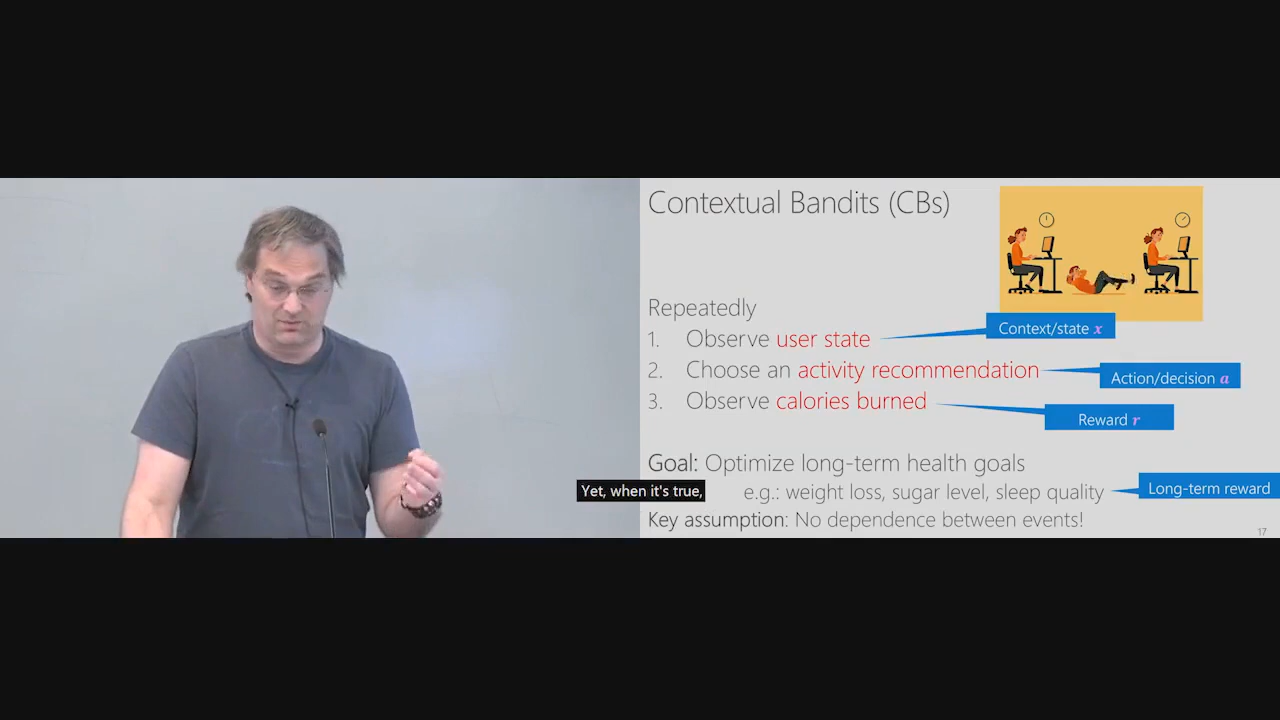 Contextual Bandits (CBs)
Repeatedly
1. Observe user state
Context/state x
2. Choose an activity recommendation
Action/decision a
3. Observe calories burned
Reward r
Goal: Optimize long-term health goals
Yet, when it's true,
e.g.: weight loss, sugar level, sleep quality
Long-term reward
Key assumption: No dependence between events!
17